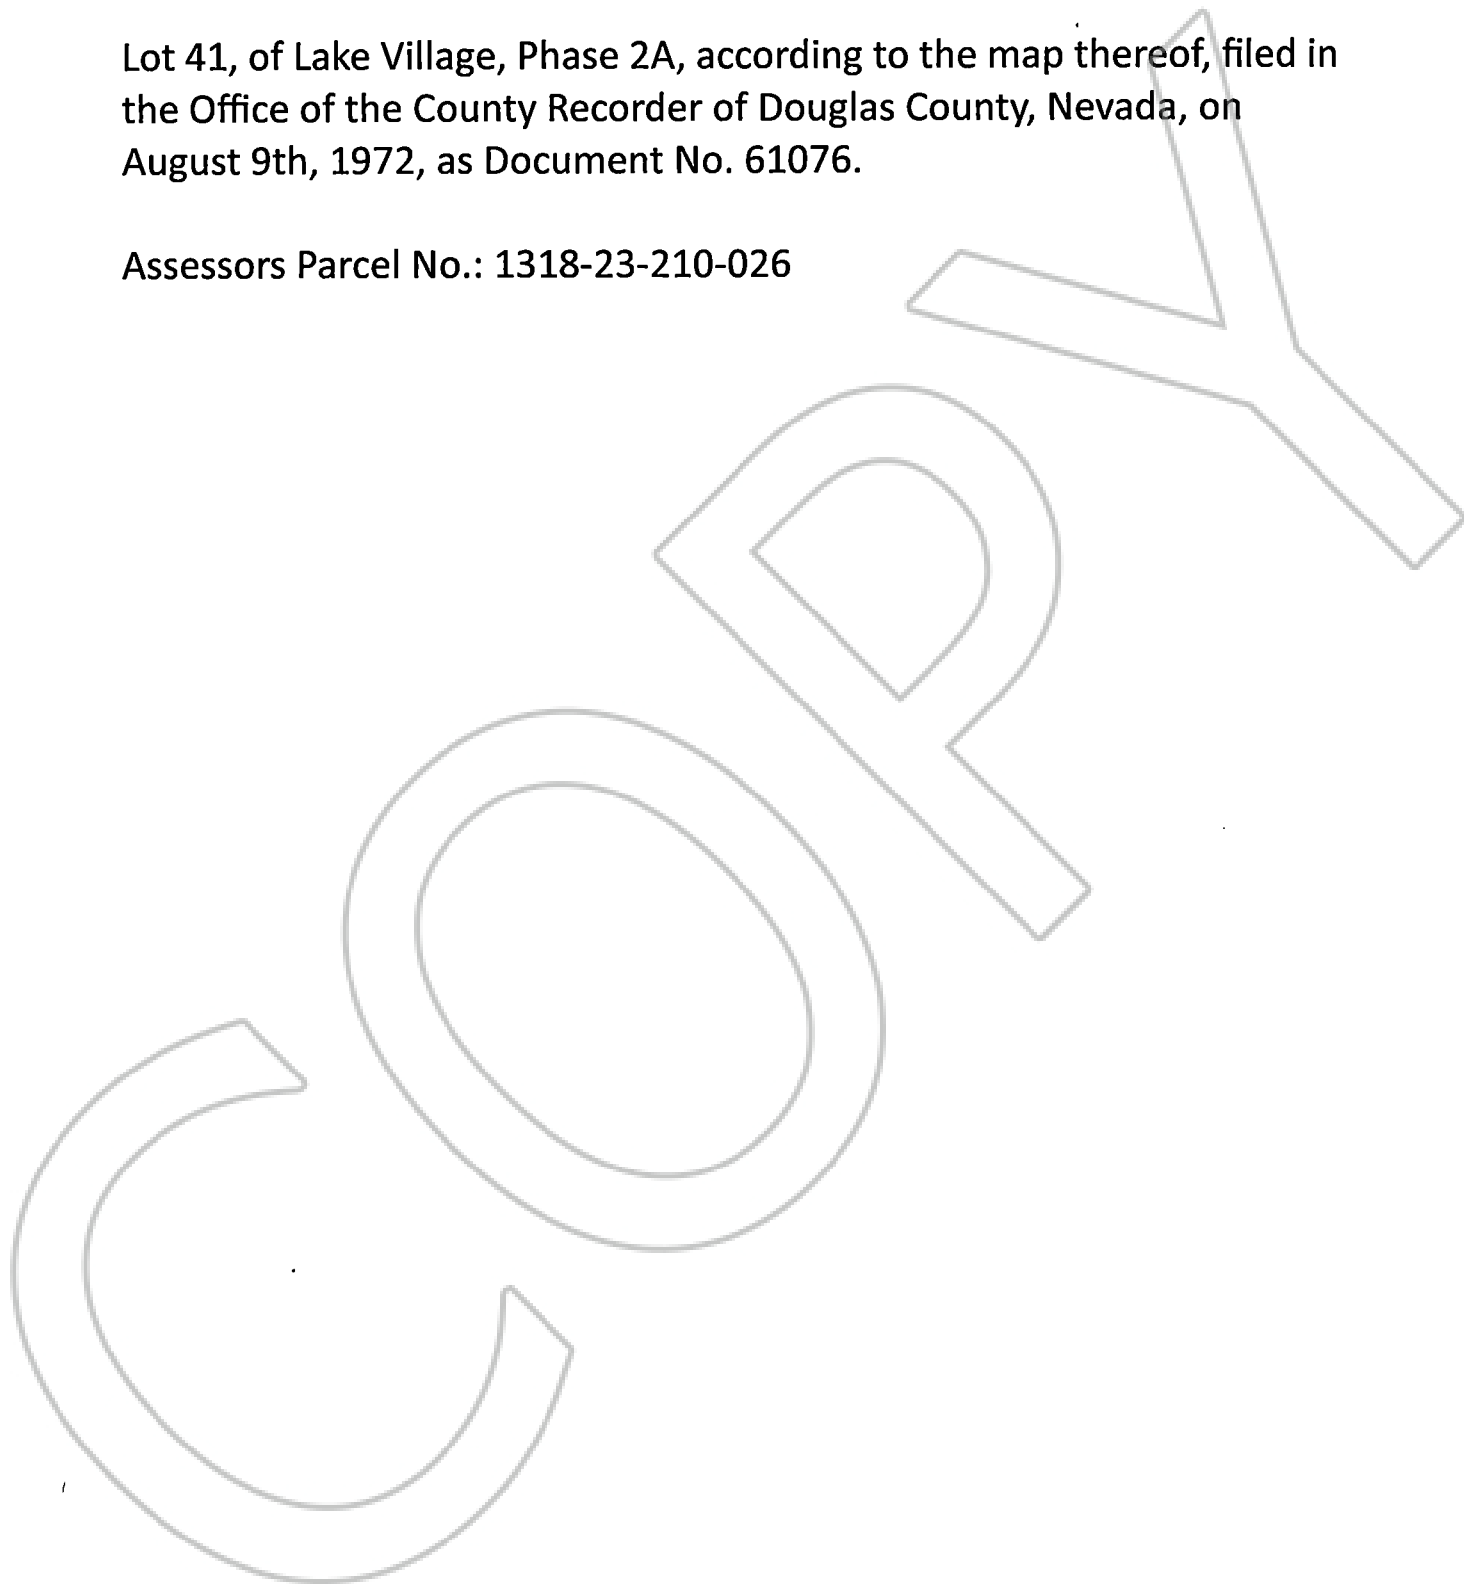 Lot 41, of Lake Village, Phase 2A, according to the map thereof, filed in
the Office of the County Recorder of Douglas County, Nevada, on
August 9th, 1972, as Document No. 61076.
Assessors Parcel No.: 1318-23-210-026
COPY